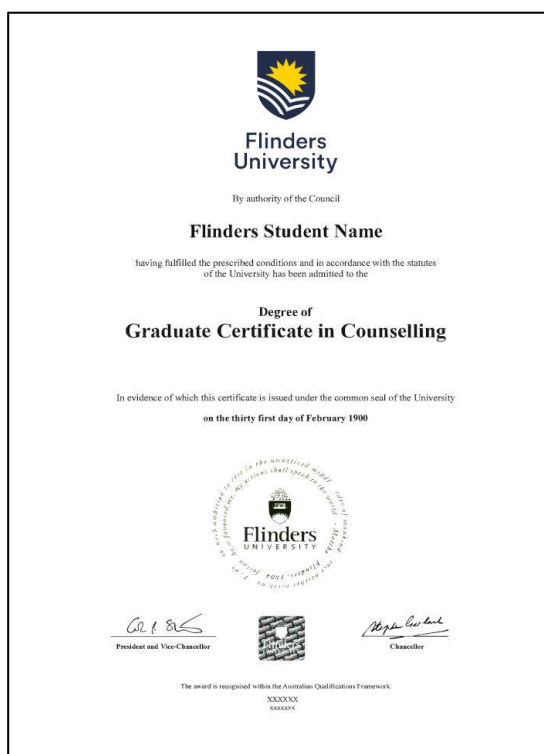 Flinders
University
By authority of the Council
Flinders Student Name
having fulfilled the prescribed conditions and in accordance with the statutes
of the University has been admitted to the
Degree of
Graduate Certificate in Counselling
In evidence of which this certificate is issued under the common seal of the University
on the thirty first day of February 1900
Flinders
UNIVERSITY
President and Vice-Chancellor
Chancellor
The award is recognised within the Australian Qualifications Framework
XXXXXX
xxxxxxx